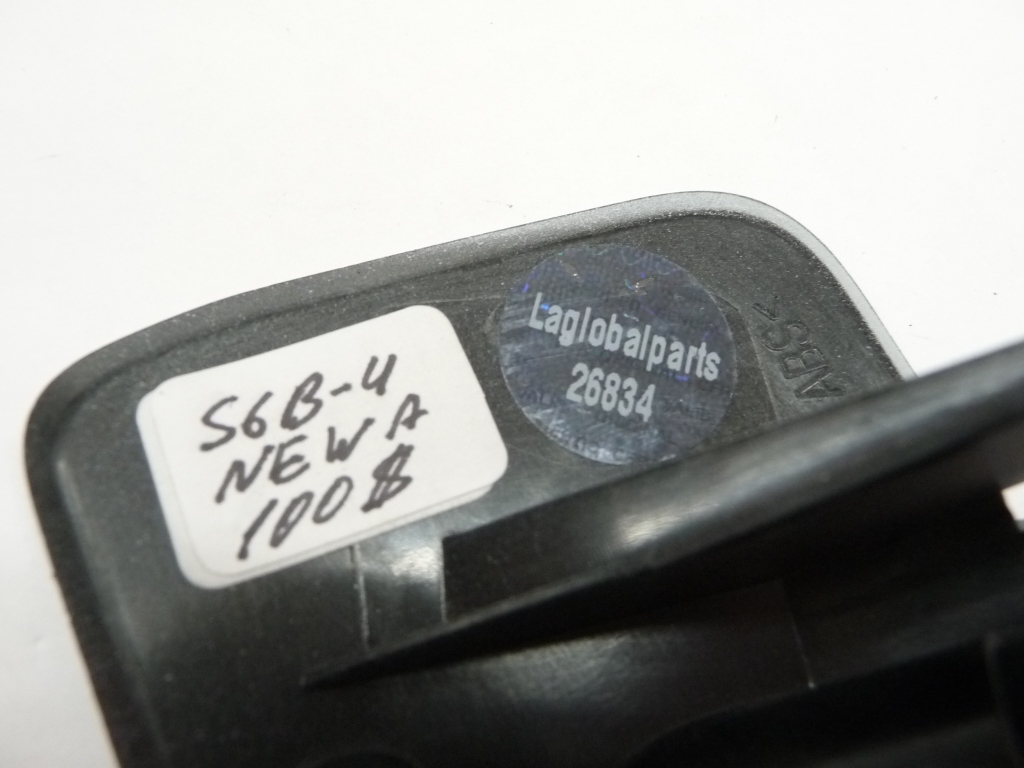 S6B-4
NEW A
100$
Laglobalparts
26834
>ABS<